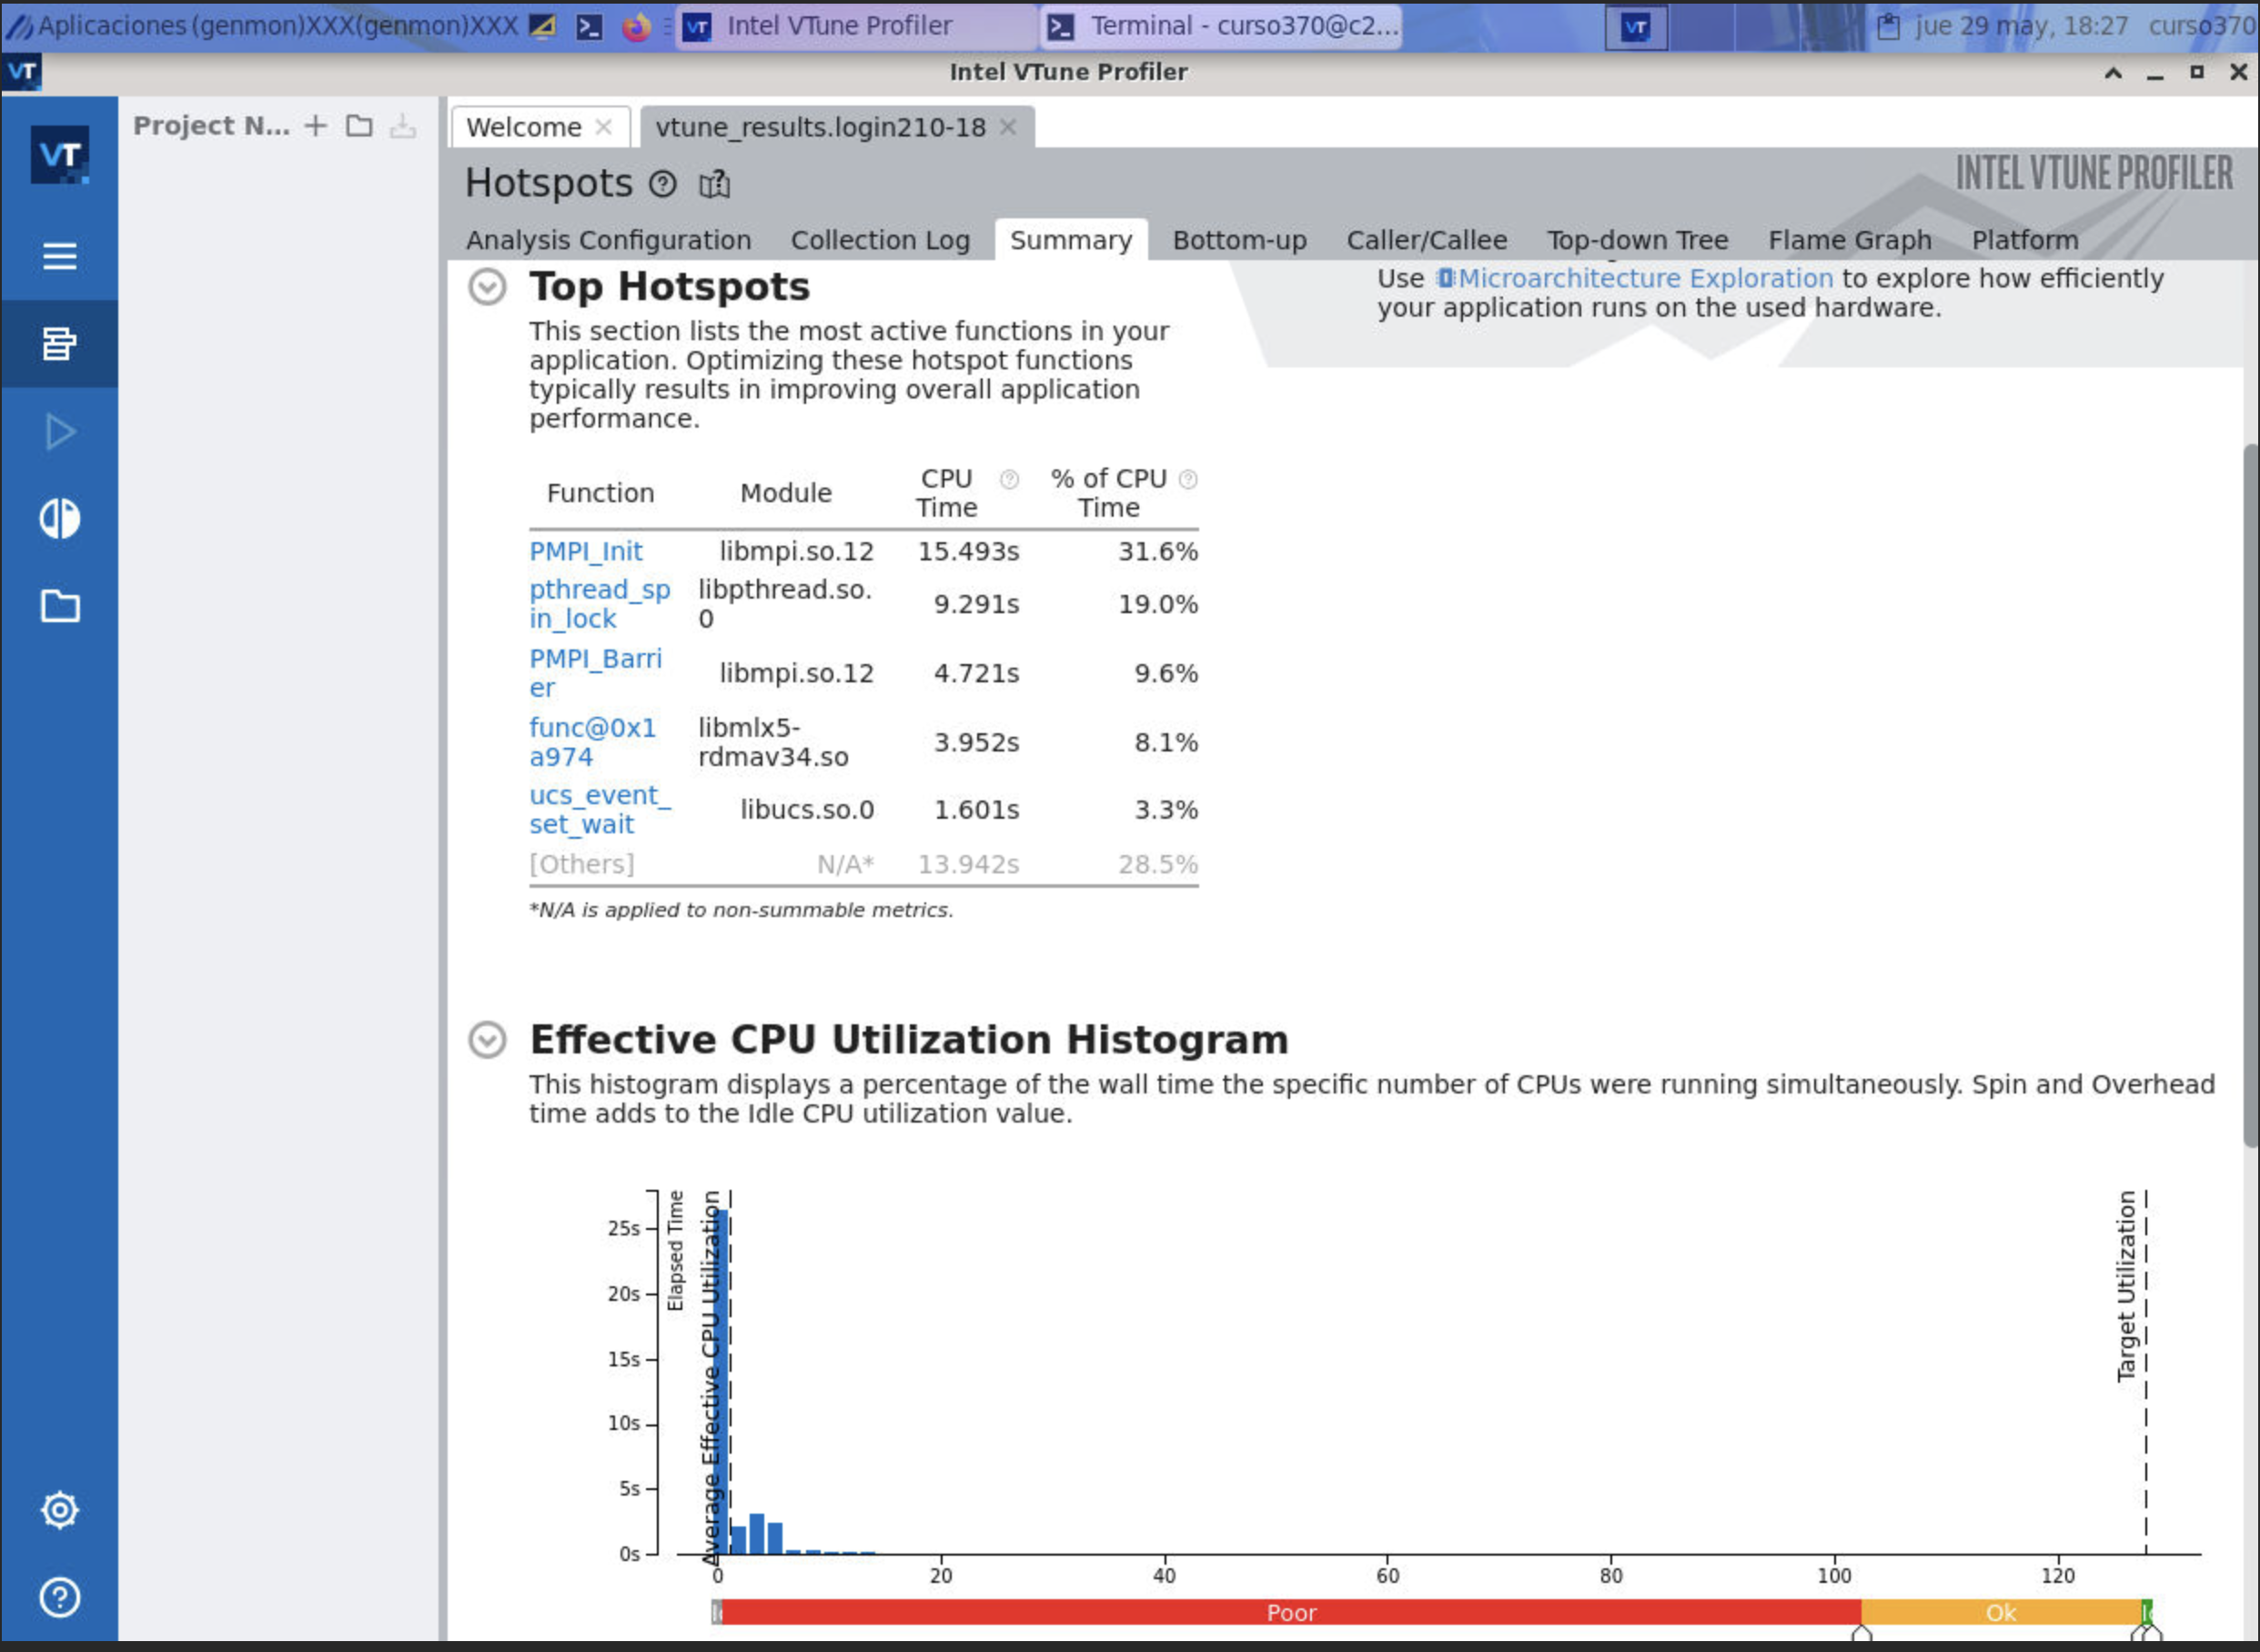 Aplicaciones (genmon)XXX(genmon)XXX
Intel VTune Profiler
Terminal - curso370@c2...
jue 29 may, 18:27
curso370
Intel VTune Profiler
Project N...
Welcome
vtune_results.login210-18
Hotspots
INTEL VTUNE PROFILER
Analysis Configuration Collection Log Summary Bottom-up Caller/Callee Top-down Tree Flame Graph Platform
Top Hotspots
This section lists the most active functions in your
application. Optimizing these hotspot functions
typically results in improving overall application
performance.
Use Microarchitecture Exploration to explore how efficiently
your application runs on the used hardware.
Function Module CPU Time % of CPU Time
PMPI_Init libmpi.so.12 15.493s 31.6%
pthread_sp
in_lock
libpthread.so.
0
9.291s 19.0%
PMPI_Barri
er
libmpi.so.12 4.721s 9.6%
func@0x1
a974
libmlx5-
rdmav34.so
3.952s 8.1%
ucs_event_
set_wait
libucs.so.0 1.601s 3.3%
[Others] N/A* 13.942s 28.5%
*N/A is applied to non-summable metrics.
Effective CPU Utilization Histogram
This histogram displays a percentage of the wall time the specific number of CPUs were running simultaneously. Spin and Overhead
time adds to the Idle CPU utilization value.
25s
20s
15s
10s
5s
0s
Elapsed Time
Average Effective CPU Utilization
Target Utilization
0 20 40 60 80 100 120
Poor Ok